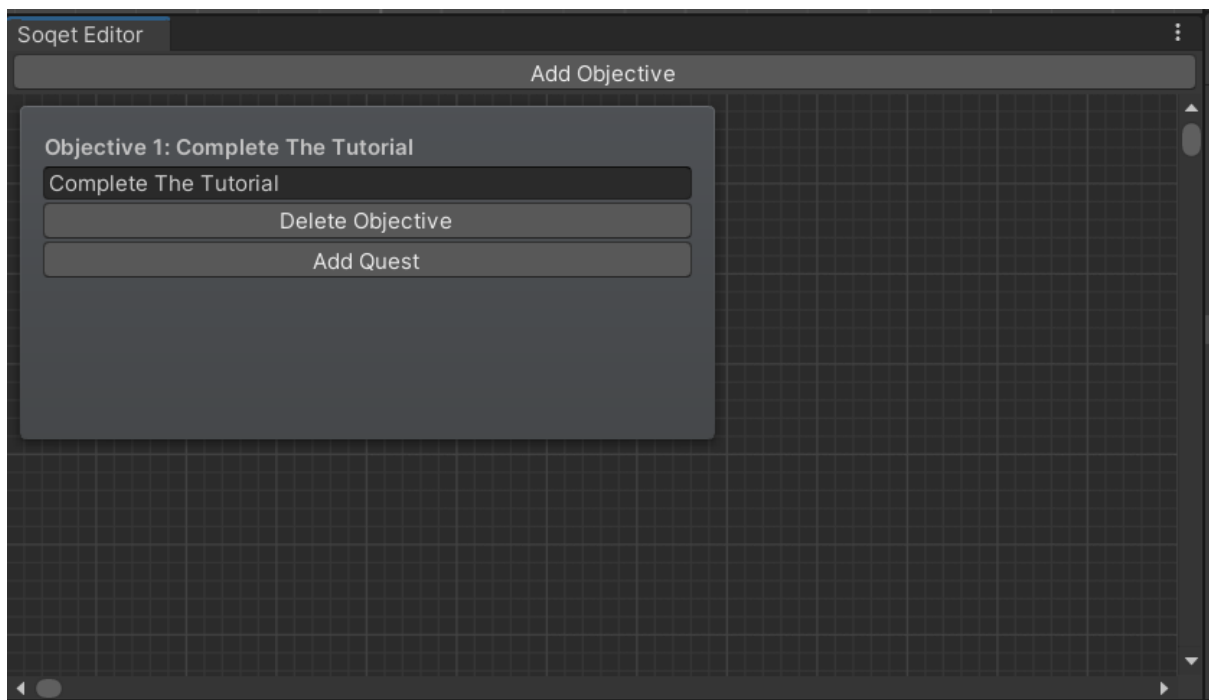 Soqet Editor
Add Objective
Objective 1: Complete The Tutorial
Complete The Tutorial
Delete Objective
Add Quest